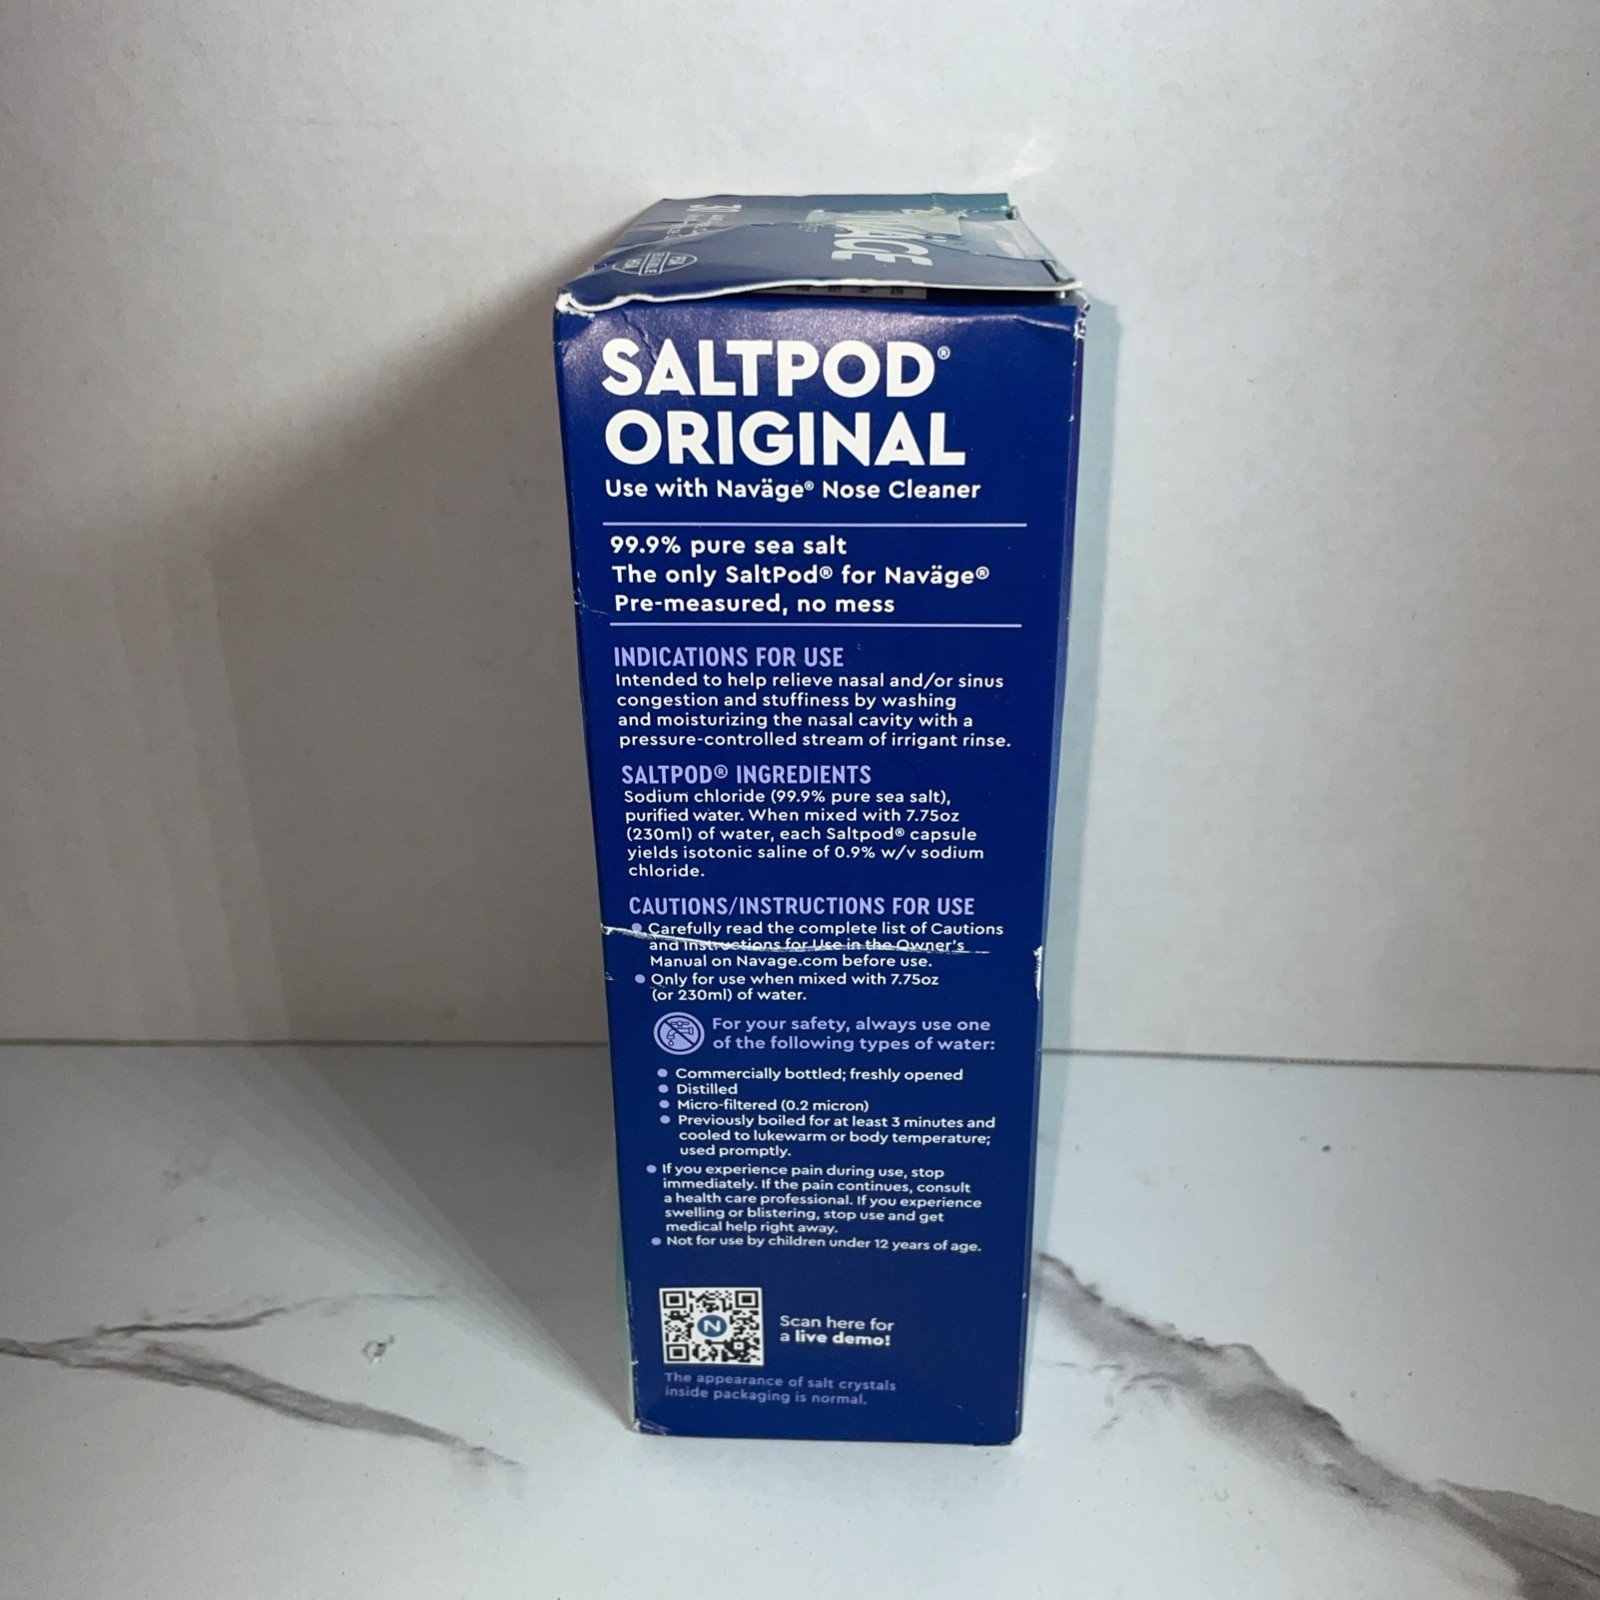 30
NAVÄGE
FSA
ELIGIBLE
HSA
SALTPOD®
ORIGINAL
Use with Naväge® Nose Cleaner
99.9% pure sea salt
The only SaltPod® for Naväge®
Pre-measured, no mess
INDICATIONS FOR USE
Intended to help relieve nasal and/or sinus
congestion and stuffiness by washing
and moisturizing the nasal cavity with a
pressure-controlled stream of irrigant rinse.
SALTPOD® INGREDIENTS
Sodium chloride (99.9% pure sea salt),
purified water. When mixed with 7.75oz
(230ml) of water, each Saltpod® capsule
yields isotonic saline of 0.9% w/v sodium
chloride.
CAUTIONS/INSTRUCTIONS FOR USE
• Carefully read the complete list of Cautions
and Instructions for Use in the Owner's
Manual on Navage.com before use.
• Only for use when mixed with 7.75oz
(or 230ml) of water.
For your safety, always use one
of the following types of water:
• Commercially bottled; freshly opened
• Distilled
• Micro-filtered (0.2 micron)
• Previously boiled for at least 3 minutes and
cooled to lukewarm or body temperature;
used promptly.
• If you experience pain during use, stop
immediately. If the pain continues, consult
a health care professional. If you experience
swelling or blistering, stop use and get
medical help right away.
• Not for use by children under 12 years of age.
N
Scan here for
a live demo!
The appearance of salt crystals
inside packaging is normal.